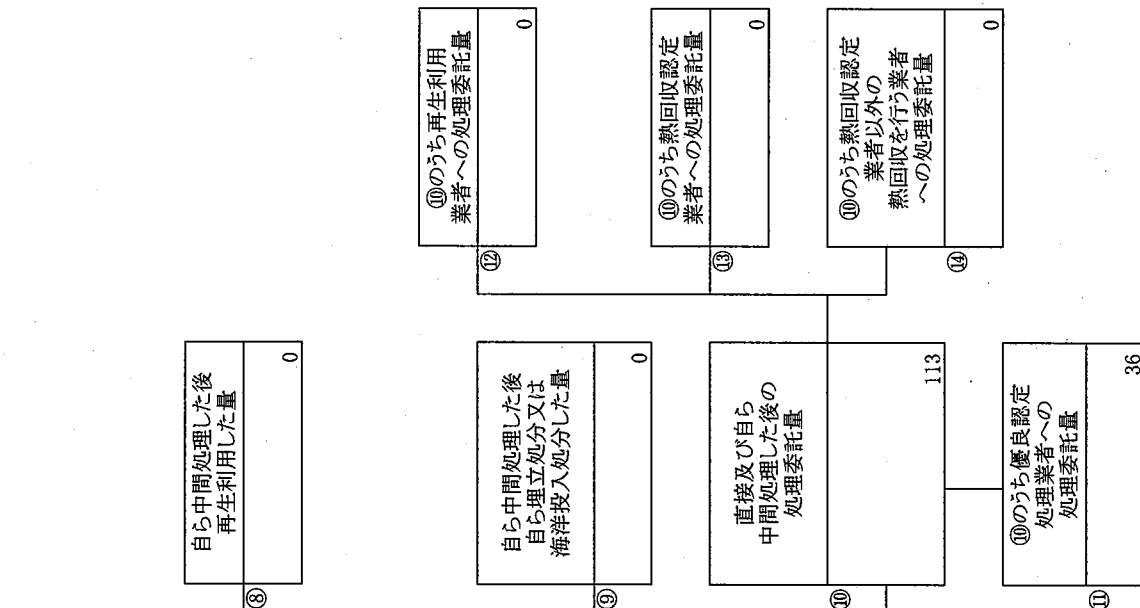 ⑧
自ら中間処理した後
再生利用した量
0
⑨
自ら中間処理した後
自ら埋立処分又は
海洋投入処分した量
0
⑩
直接及び自ら
中間処理した後の
処理委託量
113
⑪
⑩のうち優良認定
処理業者への
処理委託量
36
⑫
⑩のうち再生利用
業者への処理委託量
0
⑬
⑩のうち熱回収認定
業者への処理委託量
0
⑭
⑩のうち熱回収認定
業者以外の
熱回収を行う業者
への処理委託量
0